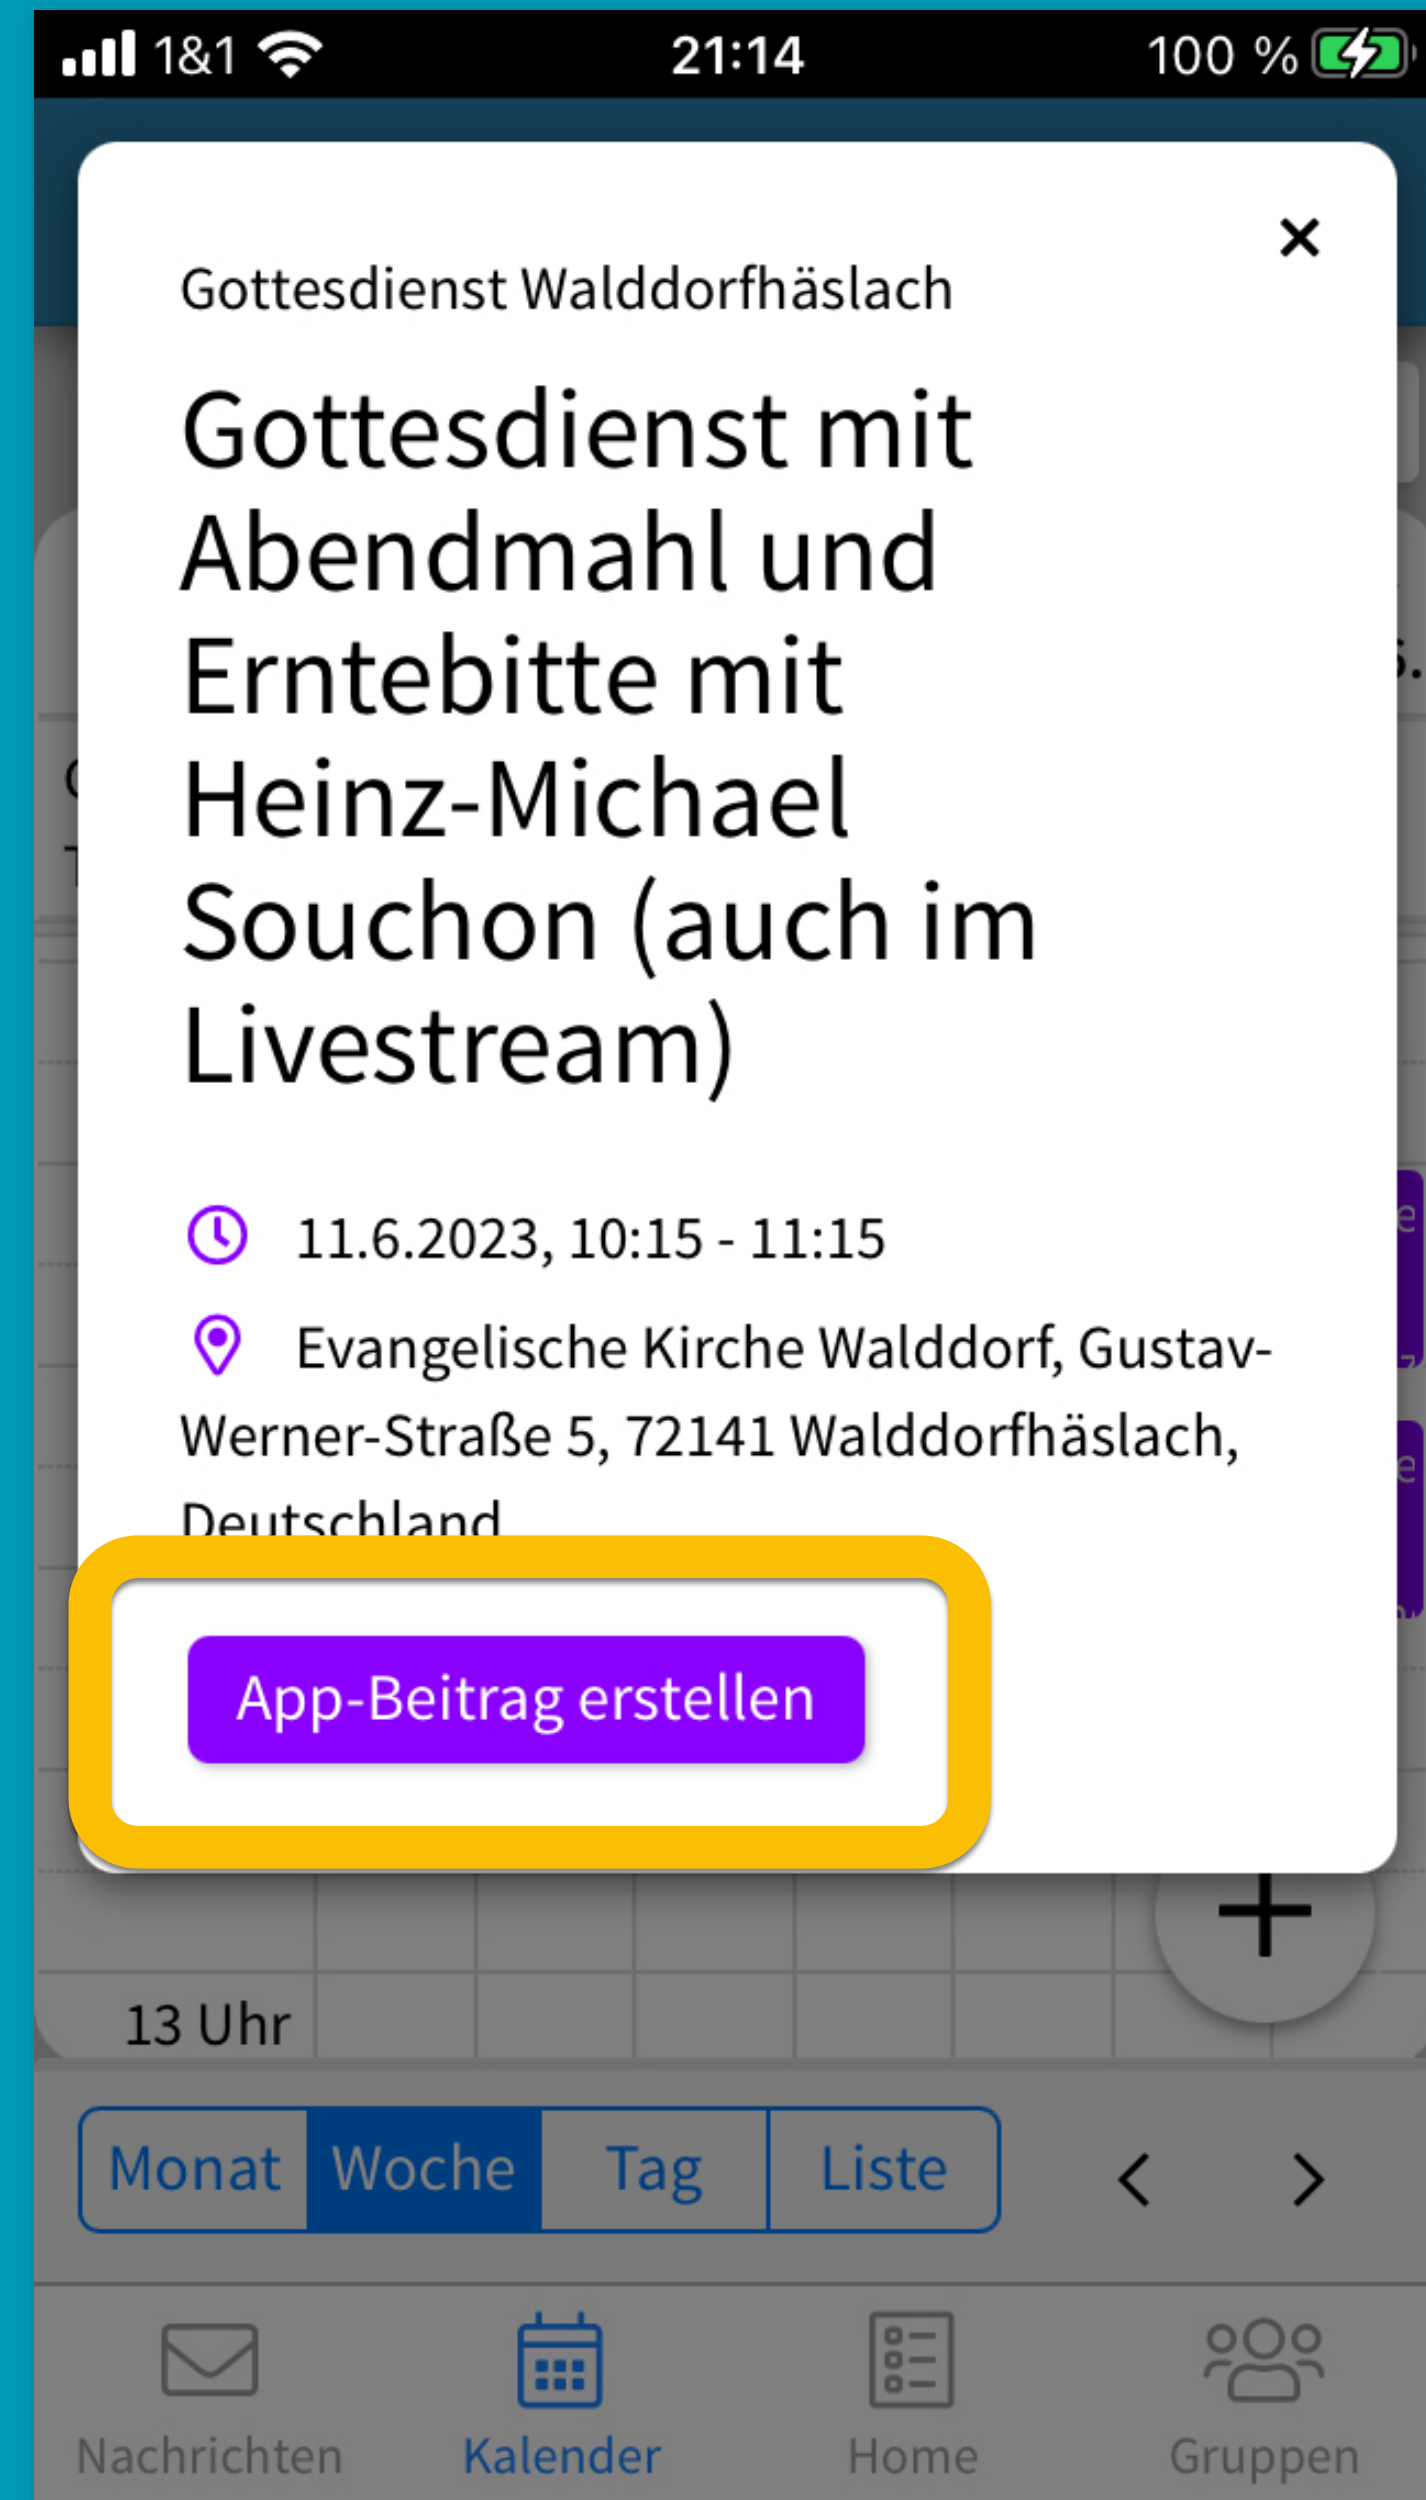 1&1 21:14 100 %
Gottesdienst Walddorfhäslach
Gottesdienst mit
Abendmahl und
Erntebitte mit
Heinz-Michael
Souchon (auch im
Livestream)
11.6.2023, 10:15 - 11:15
Evangelische Kirche Walddorf, Gustav-
Werner-Straße 5, 72141 Walddorfhäslach,
Deutschland
App-Beitrag erstellen
13 Uhr
Monat Woche Tag Liste
Nachrichten Kalender Home Gruppen